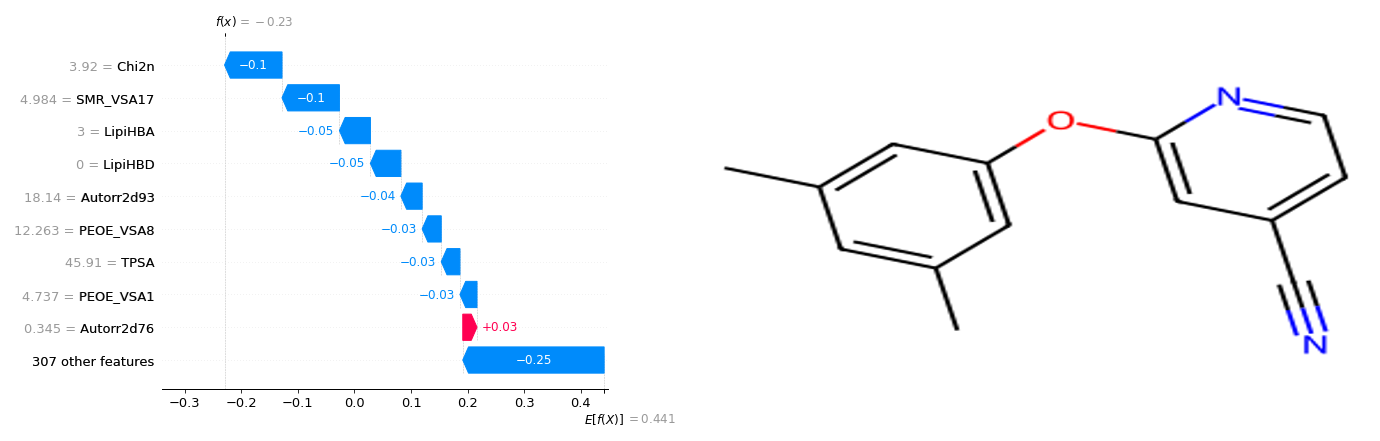 f(x) = −0.23
3.92 = Chi2n −0.1
4.984 = SMR_VSA17 −0.1
3 = LipiHBA −0.05
0 = LipiHBD −0.05
18.14 = Autorr2d93 −0.04
12.263 = PEOE_VSA8 −0.03
45.91 = TPSA −0.03
4.737 = PEOE_VSA1 −0.03
0.345 = Autorr2d76 +0.03
307 other features −0.25
−0.3 −0.2 −0.1 0.0 0.1 0.2 0.3 0.4
E[f(X)] = 0.441
N
O
N